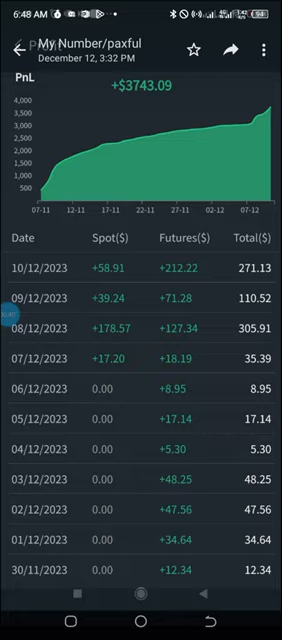 6:48 AM
My Number/paxful
December 12, 3:32 PM
PnL
+$3743.09
4,000
3,500
3,000
2,500
2,000
1,500
1,000
500
07-11 12-11 17-11 22-11 27-11 02-12 07-12
Date Spot($) Futures($) Total($)
10/12/2023 +58.91 +212.22 271.13
09/12/2023 +39.24 +71.28 110.52
08/12/2023 +178.57 +127.34 305.91
07/12/2023 +17.20 +18.19 35.39
06/12/2023 0.00 +8.95 8.95
05/12/2023 0.00 +17.14 17.14
04/12/2023 0.00 +5.30 5.30
03/12/2023 0.00 +48.25 48.25
02/12/2023 0.00 +47.56 47.56
01/12/2023 0.00 +34.64 34.64
30/11/2023 0.00 +12.34 12.34